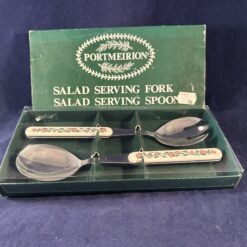 PORTMEIRION
SALAD SERVING FORK
SALAD SERVING SPOON